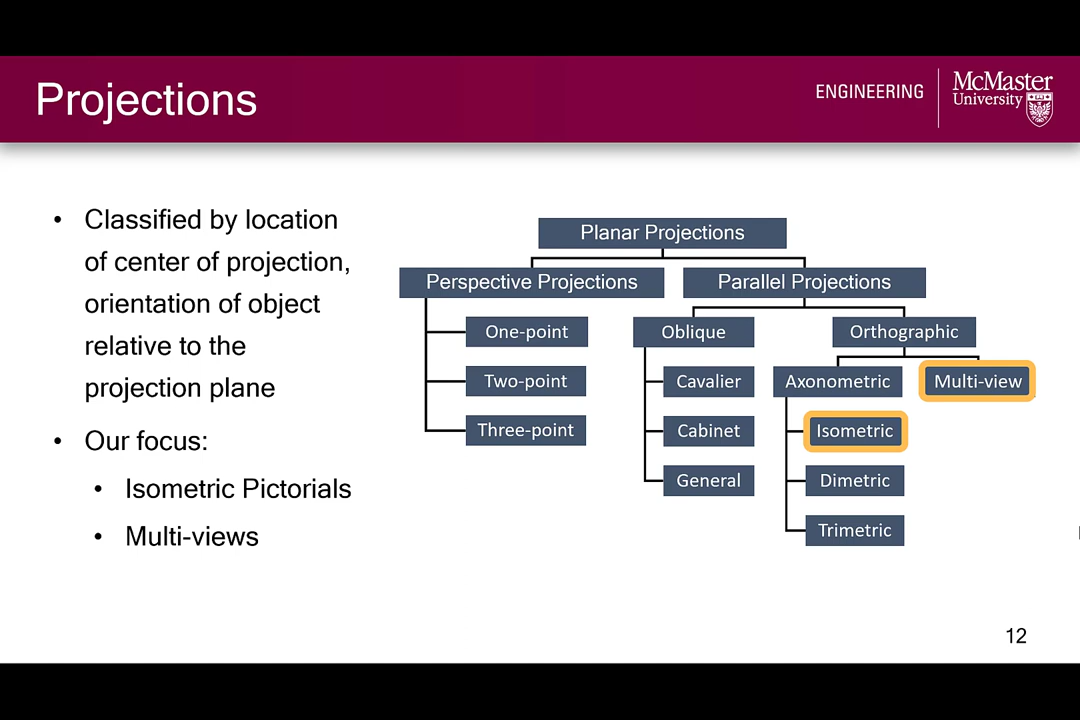 Projections
ENGINEERING
McMaster
University
• Classified by location
of center of projection,
orientation of object
relative to the
projection plane
• Our focus:
• Isometric Pictorials
• Multi-views
Planar Projections
Perspective Projections
Parallel Projections
One-point
Two-point
Three-point
Oblique
Orthographic
Cavalier
Cabinet
General
Axonometric
Multi-view
Isometric
Dimetric
Trimetric
12